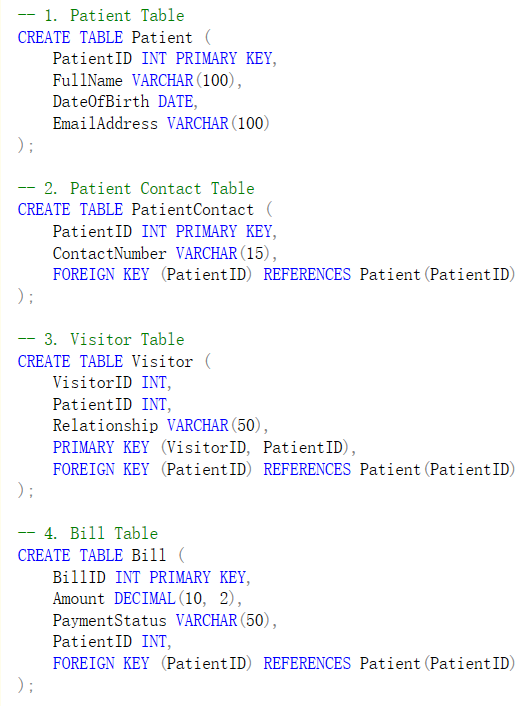 -- 1. Patient Table
CREATE TABLE Patient (
    PatientID INT PRIMARY KEY,
    FullName VARCHAR(100),
    DateOfBirth DATE,
    EmailAddress VARCHAR(100)
);

-- 2. Patient Contact Table
CREATE TABLE PatientContact (
    PatientID INT PRIMARY KEY,
    ContactNumber VARCHAR(15),
    FOREIGN KEY (PatientID) REFERENCES Patient(PatientID)
);

-- 3. Visitor Table
CREATE TABLE Visitor (
    VisitorID INT,
    PatientID INT,
    Relationship VARCHAR(50),
    PRIMARY KEY (VisitorID, PatientID),
    FOREIGN KEY (PatientID) REFERENCES Patient(PatientID)
);

-- 4. Bill Table
CREATE TABLE Bill (
    BillID INT PRIMARY KEY,
    Amount DECIMAL(10, 2),
    PaymentStatus VARCHAR(50),
    PatientID INT,
    FOREIGN KEY (PatientID) REFERENCES Patient(PatientID)
);